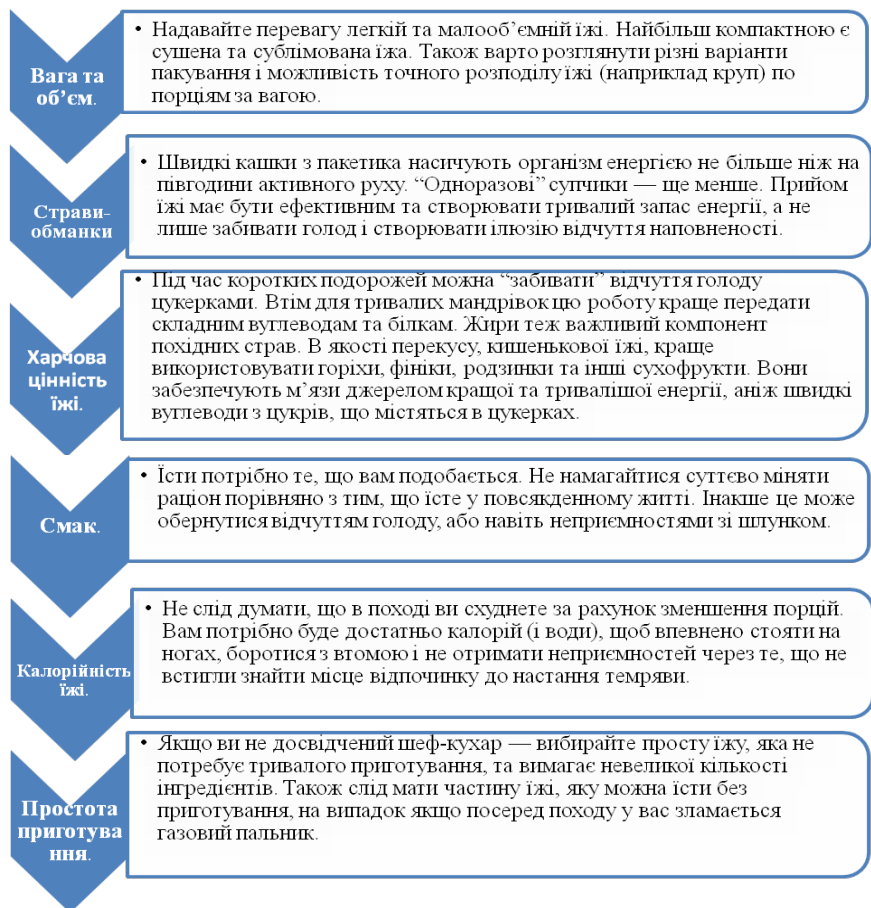 Вага та
об’єм.
• Надавайте перевагу легкій та малооб’ємній їжі. Найбільш компактною є
сушена та сублімована їжа. Також варто розглянути різні варіанти
пакування і можливість точного розподілу їжі (наприклад круп) по
порціям за вагою.
Страви-
обманки
• Швидкі кашки з пакетика насичують організм енергією не більше ніж на
півгодини активного руху. “Одноразові” супчики — ще менше. Прийом
їжі має бути ефективним та створювати тривалий запас енергії, а не
лише забивати голод і створювати ілюзію відчуття наповненості.
Харчова
цінність
їжі.
• Під час коротких подорожей можна “забивати” відчуття голоду
цукерками. Втім для тривалих мандрівок цю роботу краще передати
складним вуглеводам та білкам. Жири теж важливий компонент
похідних страв. В якості перекусу, кишенькової їжі, краще
використовувати горіхи, фініки, родзинки та інші сухофрукти. Вони
забезпечують м’язи джерелом кращої та тривалішої енергії, аніж швидкі
вуглеводи з цукрів, що містяться в цукерках.
Смак.
• Їсти потрібно те, що вам подобається. Не намагайтися суттєво міняти
раціон порівняно з тим, що їсте у повсякденному житті. Інакше це може
обернутися відчуттям голоду, або навіть неприємностями зі шлунком.
Калорійність
їжі.
• Не слід думати, що в поході ви схуднете за рахунок зменшення порцій.
Вам потрібно буде достатньо калорій (і води), щоб впевнено стояти на
ногах, боротися з втомою і не отримати неприємностей через те, що не
встигли знайти місце відпочинку до настання темряви.
Простота
приготува
ння.
• Якщо ви не досвідчений шеф-кухар — вибирайте просту їжу, яка не
потребує тривалого приготування, та вимагає невеликої кількості
інгредієнтів. Також слід мати частину їжі, яку можна їсти без
приготування, на випадок якщо посеред походу у вас зламається
газовий пальник.